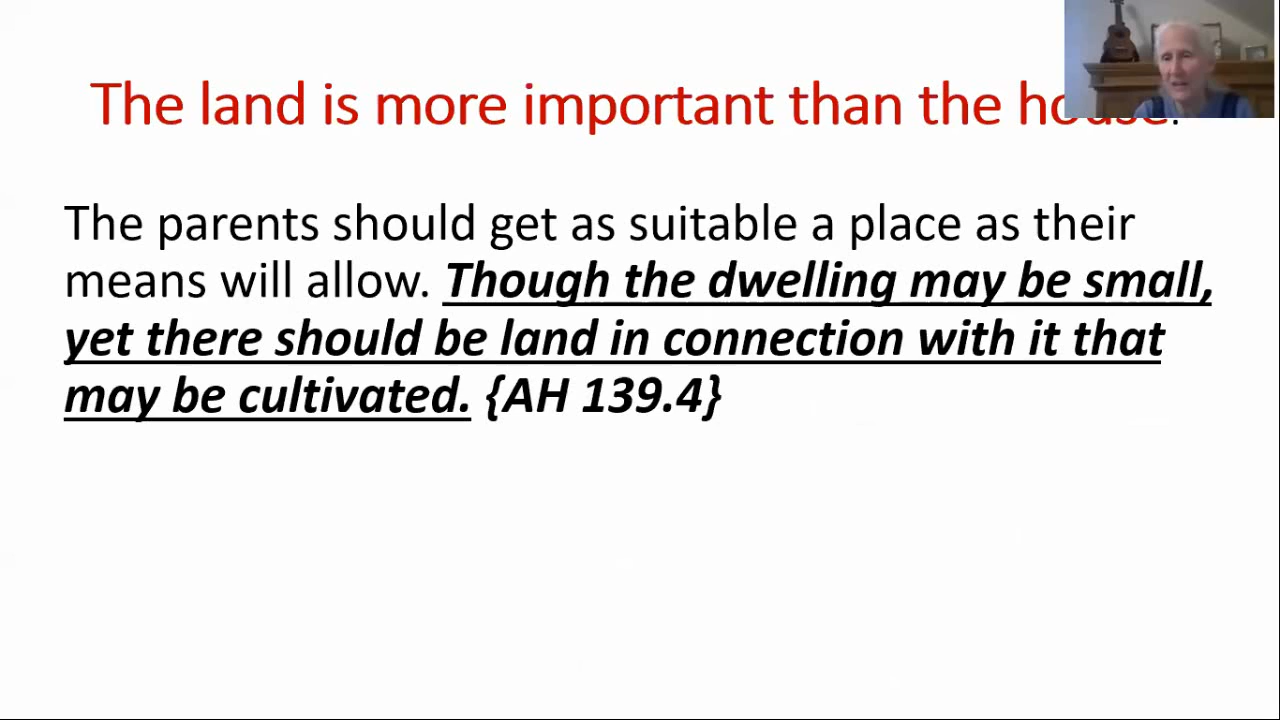 The land is more important than the house.
The parents should get as suitable a place as their
means will allow. Though the dwelling may be small,
yet there should be land in connection with it that
may be cultivated. {AH 139.4}